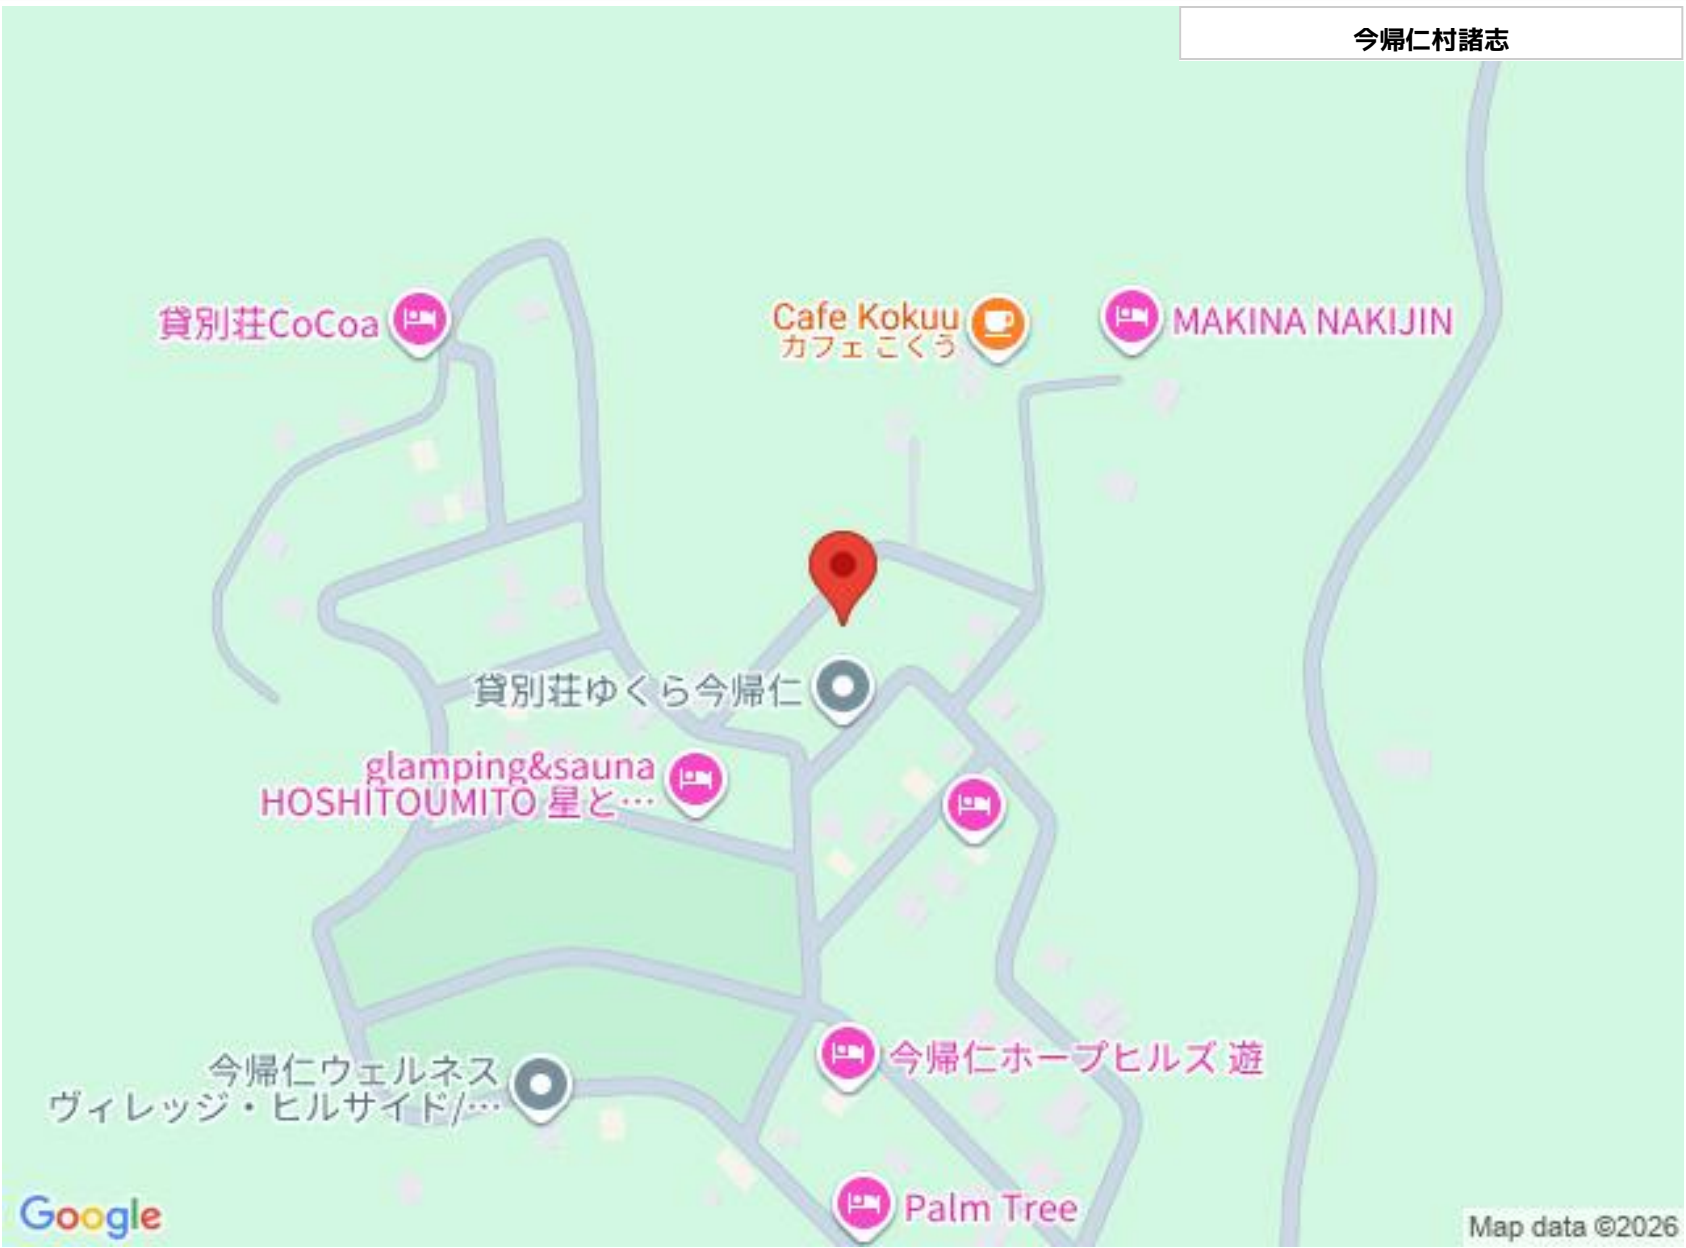 今帰仁村諸志
貸別荘CoCoa
Cafe Kokuu
カフェ こくう
MAKINA NAKIJIN
貸別荘ゆくら今帰仁
glamping&sauna
HOSHITOUMITO 星と…
今帰仁ホープヒルズ 遊
今帰仁ウェルネス
ヴィレッジ・ヒルサイド/…
Palm Tree
Google
Map data ©2026